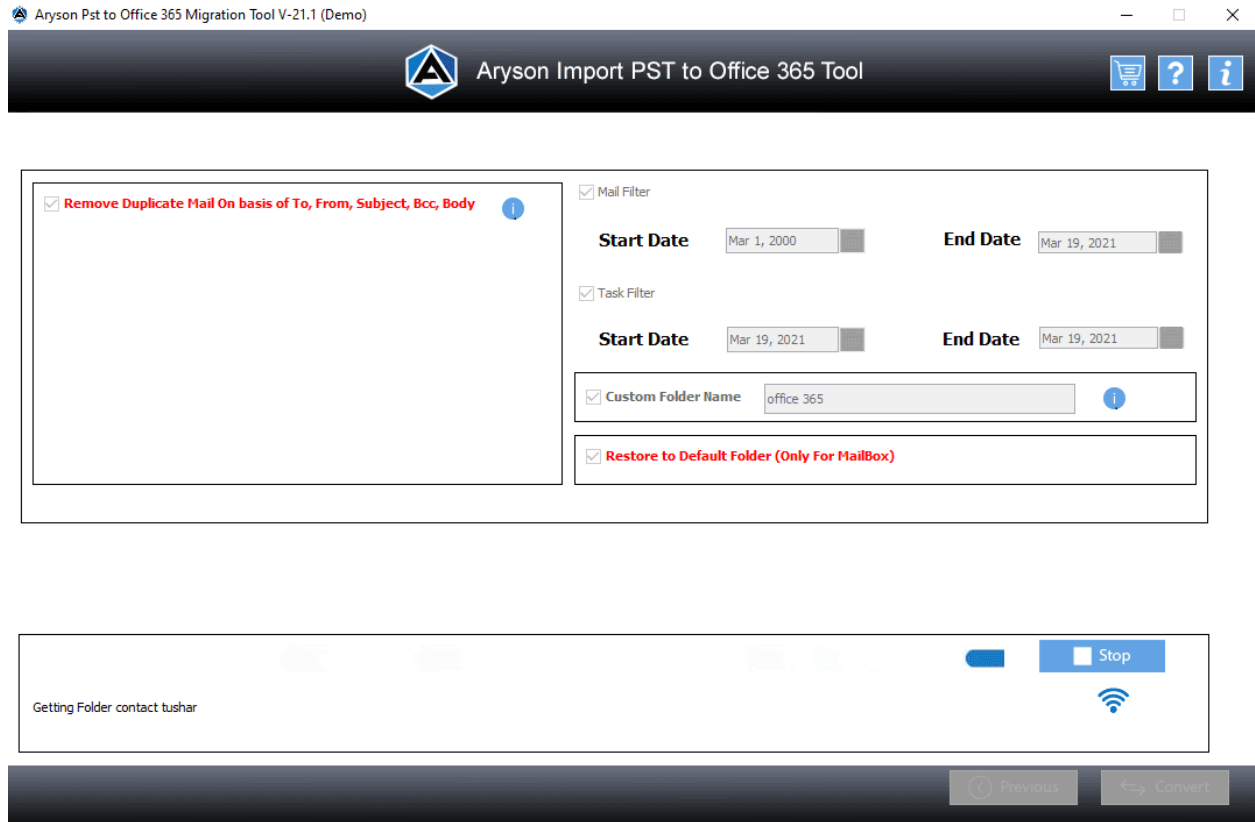 Aryson Pst to Office 365 Migration Tool V-21.1 (Demo)
Aryson Import PST to Office 365 Tool
Remove Duplicate Mail On basis of To, From, Subject, Bcc, Body
Mail Filter
Start Date Mar 1, 2000 End Date Mar 19, 2021
Task Filter
Start Date Mar 19, 2021 End Date Mar 19, 2021
Custom Folder Name office 365
Restore to Default Folder (Only For MailBox)
Stop
Getting Folder contact tushar
Previous Convert